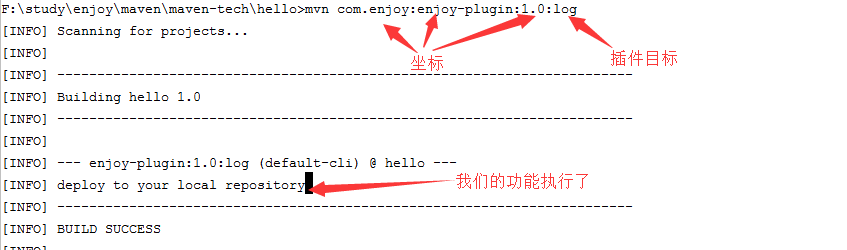 F:\study\enjoy\maven\maven-tech\hello>mvn com.enjoy:enjoy-plugin:1.0:log
[INFO] Scanning for projects...
[INFO]
坐标
插件目标
[INFO] ------------------------------------------------------------------------
[INFO] Building hello 1.0
[INFO] ------------------------------------------------------------------------
[INFO]
[INFO] --- enjoy-plugin:1.0:log (default-cli) @ hello ---
[INFO] deploy to your local repository
我们的功能执行了
[INFO] ------------------------------------------------------------------------
[INFO] BUILD SUCCESS